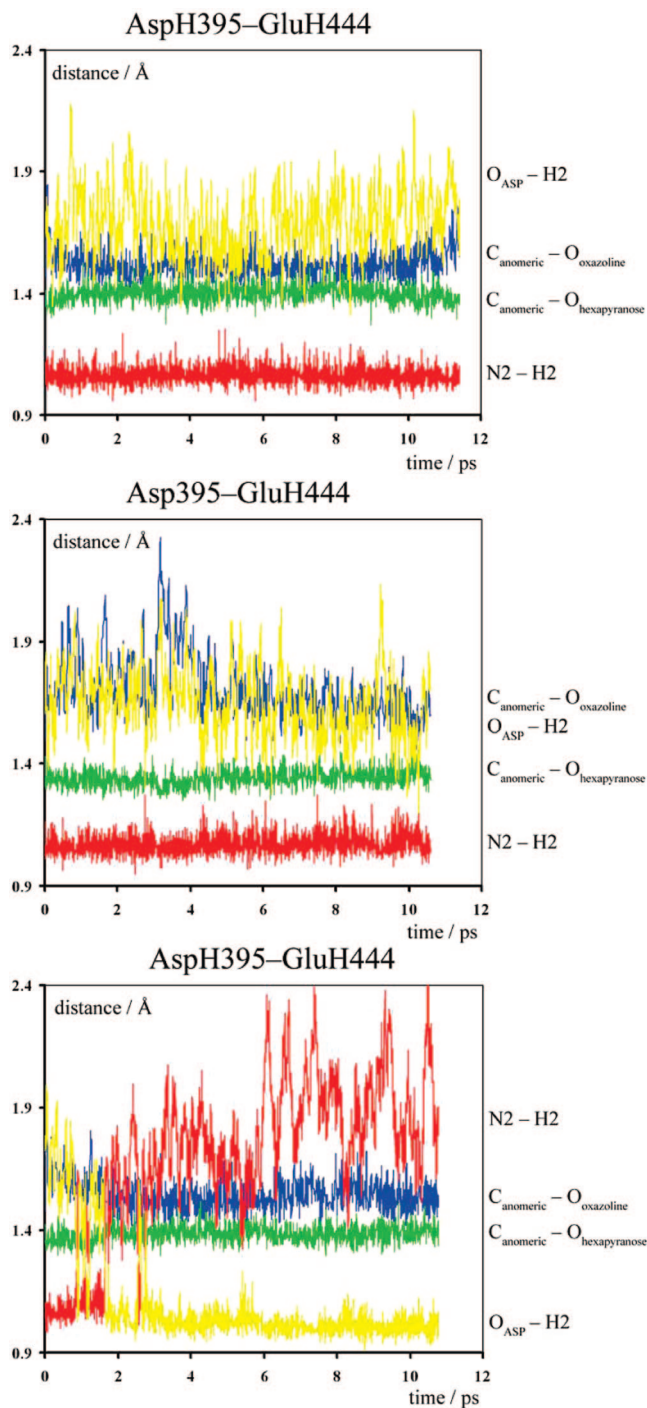 AspH395–GluH444
2.4
distance / Å
1.9
O_ASP – H2
C_anomeric – O_oxazoline
1.4
C_anomeric – O_hexapyranose
N2 – H2
0.9
0 2 4 6 8 10 12
time / ps
Asp395–GluH444
2.4
distance / Å
1.9
C_anomeric – O_oxazoline
O_ASP – H2
1.4
C_anomeric – O_hexapyranose
N2 – H2
0.9
0 2 4 6 8 10 12
time / ps
AspH395–GluH444
2.4
distance / Å
1.9
N2 – H2
C_anomeric – O_oxazoline
1.4
C_anomeric – O_hexapyranose
O_ASP – H2
0.9
0 2 4 6 8 10 12
time / ps